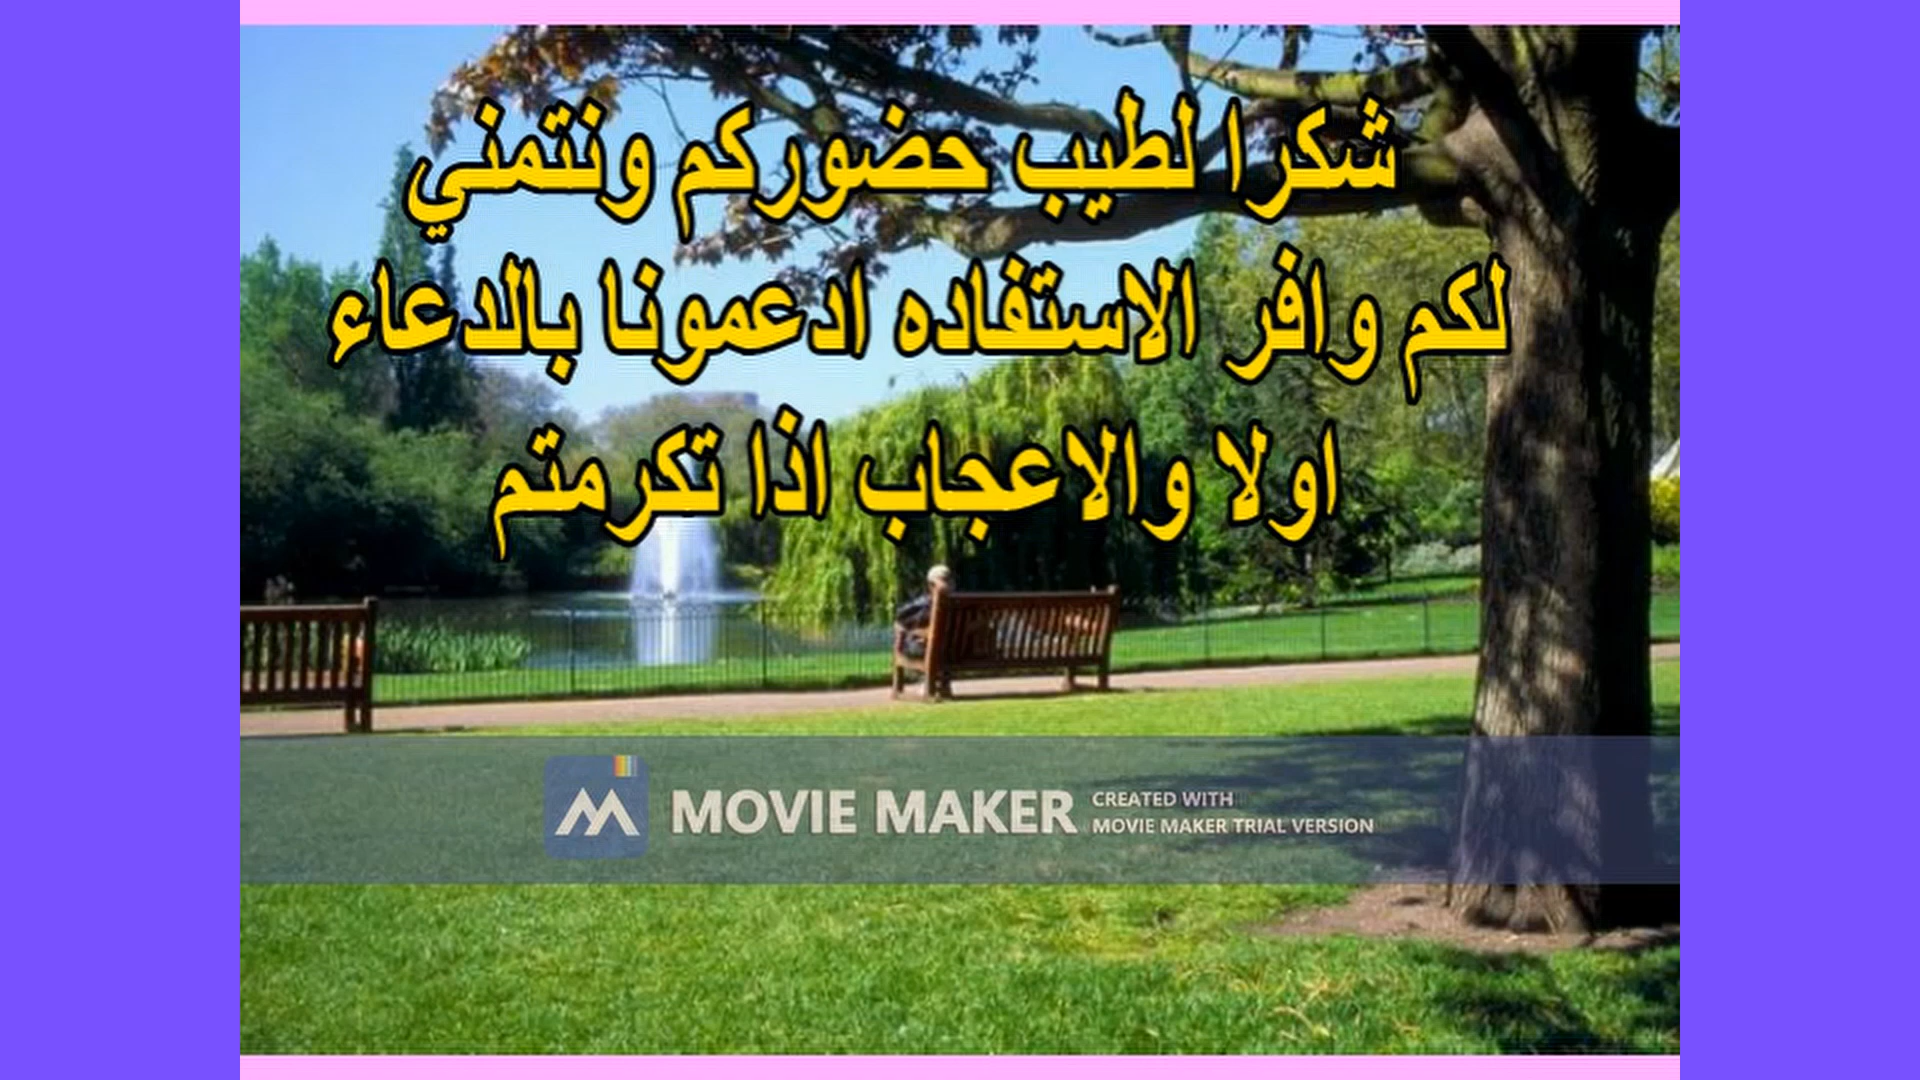 شكرا لطيب حضوركم ونتمني
لكم وافر الاستفاده ادعمونا بالدعاء
اولا والاعجاب اذا تكرمتم
MOVIE MAKER
CREATED WITH
MOVIE MAKER TRIAL VERSION